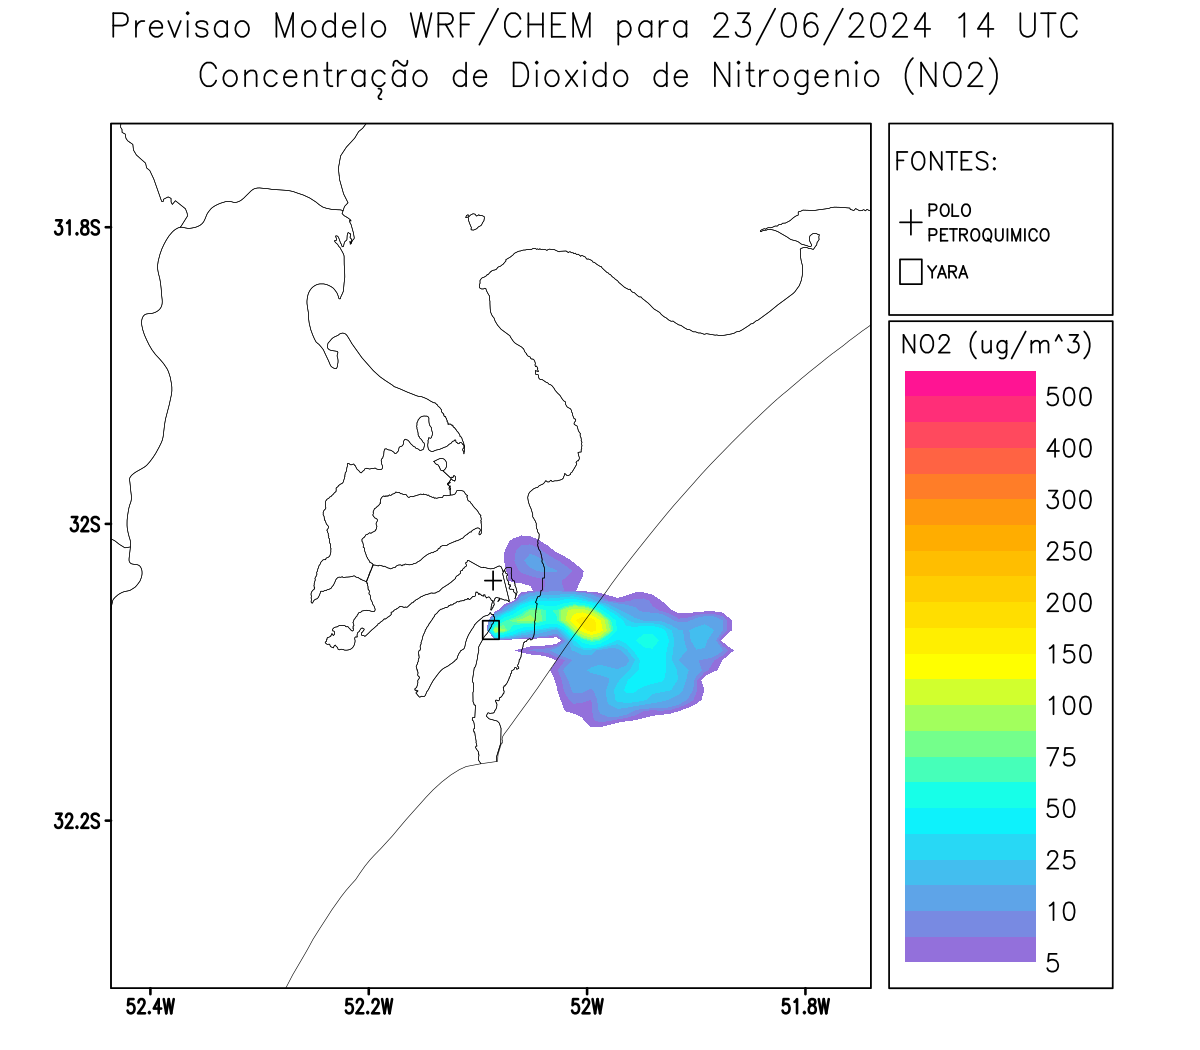 Previsao Modelo WRF/CHEM para 23/06/2024 14 UTC
Concentração de Dioxido de Nitrogenio (NO2)
FONTES:
POLO
PETROQUIMICO
YARA
NO2 (ug/m^3)
500
400
300
250
200
150
100
75
50
25
10
5
31.8S
32S
32.2S
52.4W
52.2W
52W
51.8W